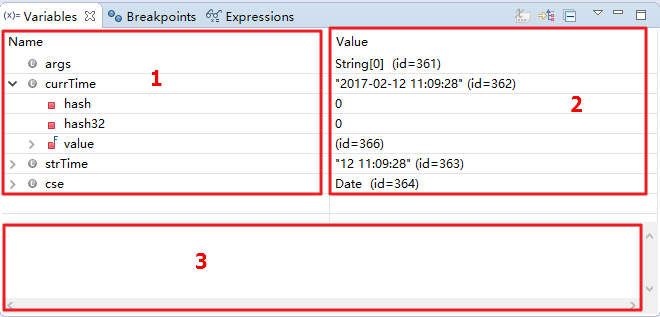 (x)= Variables Breakpoints Expressions
Name Value
args String[0] (id=361)
currTime "2017-02-12 11:09:28" (id=362)
1
hash 0
2
hash32 0
F value (id=366)
strTime "12 11:09:28" (id=363)
cse Date (id=364)
3